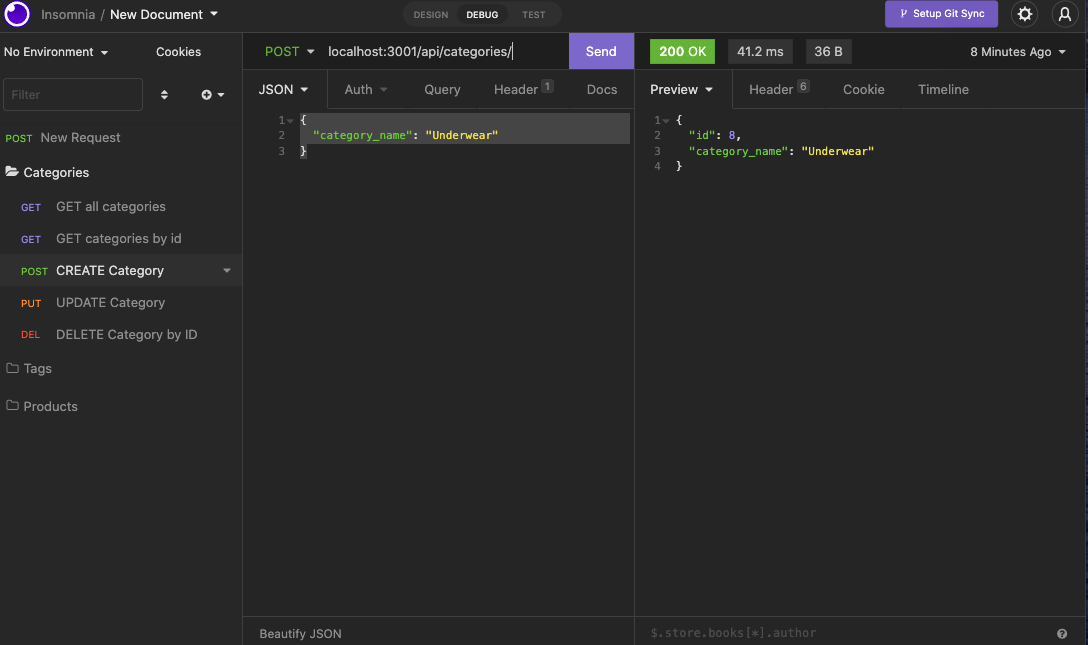 Insomnia / New Document
DESIGN DEBUG TEST
Setup Git Sync
No Environment Cookies
POST localhost:3001/api/categories/ Send
200 OK 41.2 ms 36 B 8 Minutes Ago
Filter
JSON Auth Query Header 1 Docs
Preview Header 6 Cookie Timeline
POST New Request
Categories
GET GET all categories
GET GET categories by id
POST CREATE Category
PUT UPDATE Category
DEL DELETE Category by ID
Tags
Products
1 {
2 "category_name": "Underwear"
3 }
1 {
2 "id": 8,
3 "category_name": "Underwear"
4 }
Beautify JSON
$.store.books[*].author